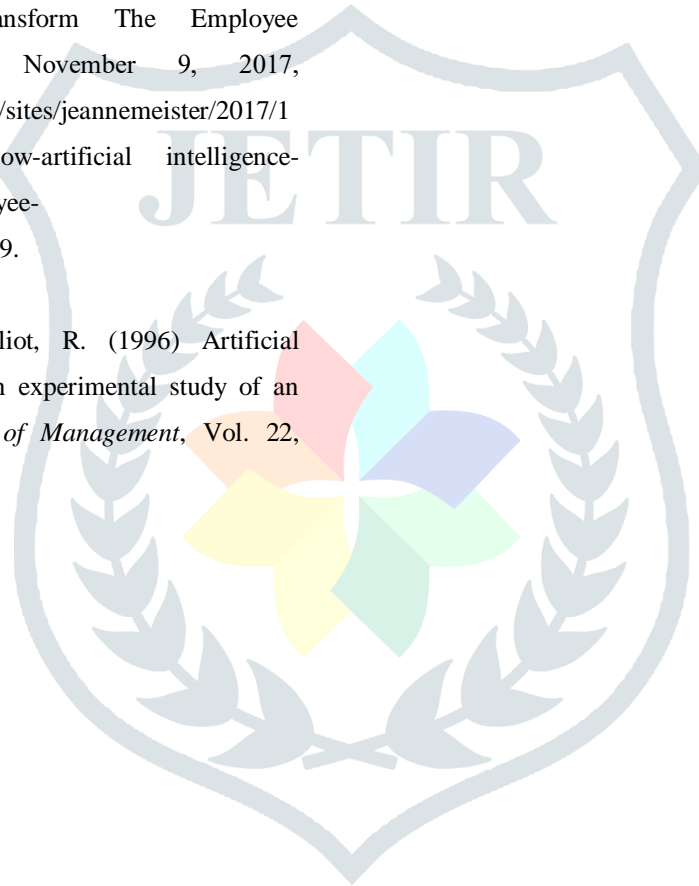 ansform The Employee
November 9, 2017,
/sites/jeannemeister/2017/1
ow-artificial intelligence-
yee-
9.
liot, R. (1996) Artificial
n experimental study of an
of Management, Vol. 22,
JETIR